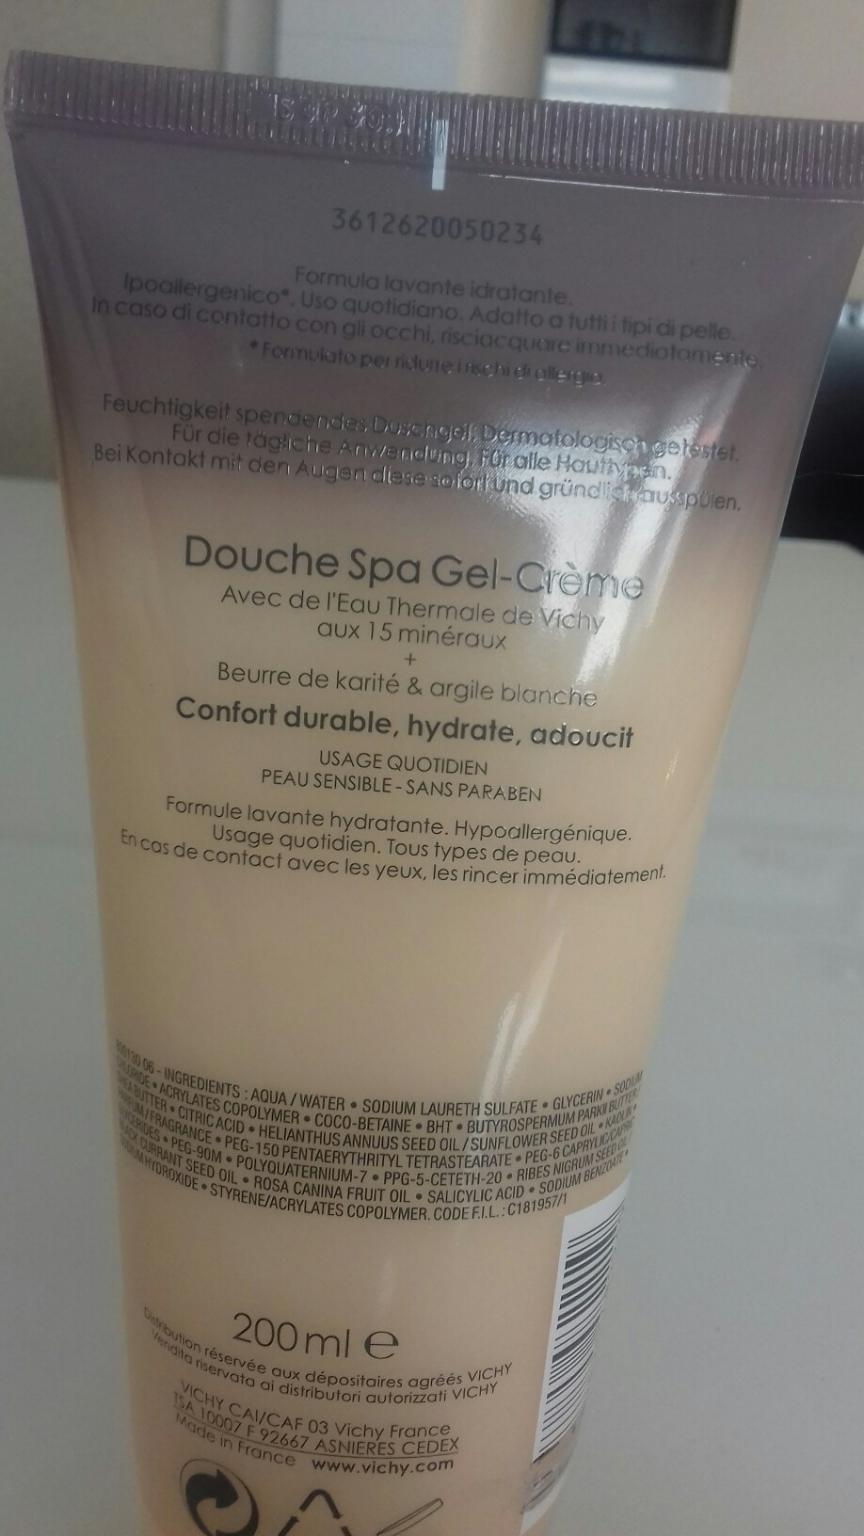 3612620050234
Formula lavante idratante.
Ipoallergenico*. Uso quotidiano. Adatto a tutti i tipi di pelle.
In caso di contatto con gli occhi, risciacquare immediatamente.
* Formulato per ridurre i rischi di allergia.
Feuchtigkeit spendendes Duschgel. Dermatologisch getestet.
Für die tägliche Anwendung. Für alle Hauttypen.
Bei Kontakt mit den Augen diese sofort und gründlich ausspülen.
Douche Spa Gel-Crème
Avec de l'Eau Thermale de Vichy
aux 15 minéraux
+
Beurre de karité & argile blanche
Confort durable, hydrate, adoucit
USAGE QUOTIDIEN
PEAU SENSIBLE - SANS PARABEN
Formule lavante hydratante. Hypoallergénique.
Usage quotidien. Tous types de peau.
En cas de contact avec les yeux, les rincer immédiatement.
06 - INGREDIENTS : AQUA / WATER • SODIUM LAURETH SULFATE • GLYCERIN • SODIUM
CHLORIDE • ACRYLATES COPOLYMER • COCO-BETAINE • BHT • BUTYROSPERMUM PARKII BUTTER /
SHEA BUTTER • CITRIC ACID • HELIANTHUS ANNUUS SEED OIL / SUNFLOWER SEED OIL • KAOLIN •
PARFUM / FRAGRANCE • PEG-150 PENTAERYTHRITYL TETRASTEARATE • PEG-6 CAPRYLIC/CAPRIC
GLYCERIDES • PEG-90M • POLYQUATERNIUM-7 • PPG-5-CETETH-20 • RIBES NIGRUM SEED OIL /
BLACK CURRANT SEED OIL • ROSA CANINA FRUIT OIL • SALICYLIC ACID • SODIUM BENZOATE •
SODIUM HYDROXIDE • STYRENE/ACRYLATES COPOLYMER. CODE F.I.L. : C181957/1
200 ml e
Distribution réservée aux dépositaires agréés VICHY
Vendita riservata ai distributori autorizzati VICHY
VICHY CAI/CAF 03 Vichy France
TSA 10007 F 92667 ASNIERES CEDEX
Made in France www.vichy.com